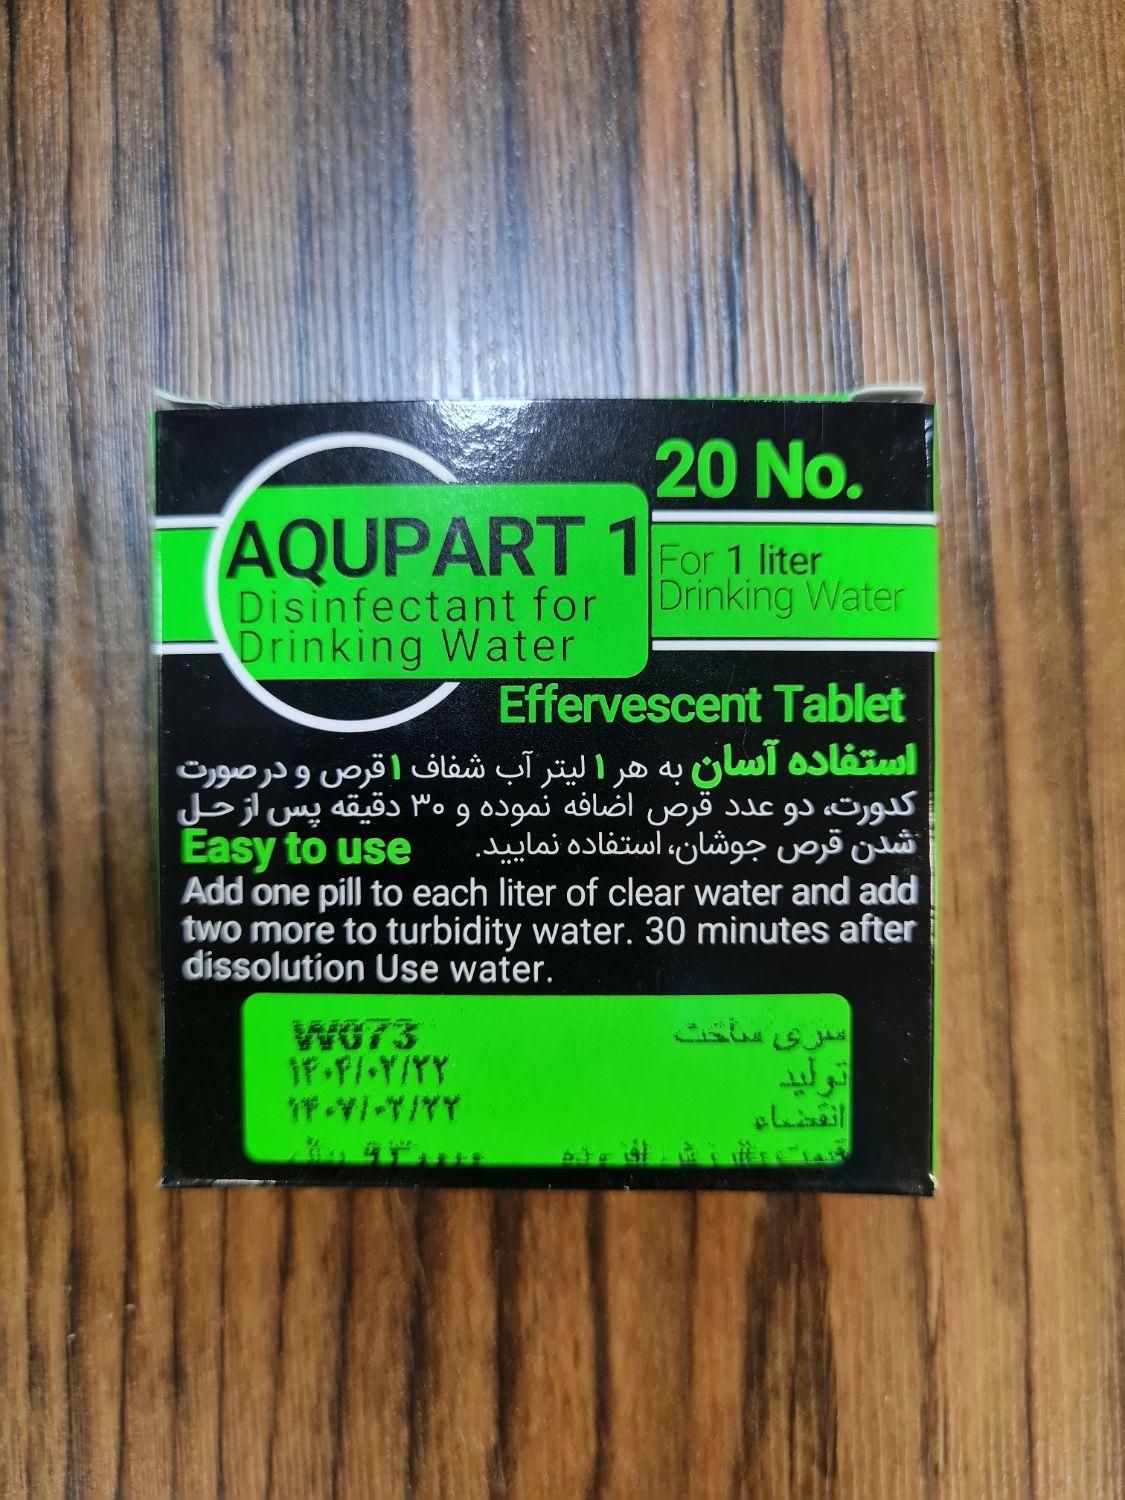 20 No.
AQUPART 1
Disinfectant for
Drinking Water
For 1 liter
Drinking Water
Effervescent Tablet
استفاده آسان به هر ۱ لیتر آب شفاف ۱ قرص و در صورت
کدورت، دو عدد قرص اضافه نموده و ۳۰ دقیقه پس از حل
شدن قرص جوشان، استفاده نمایید.
Easy to use
Add one pill to each liter of clear water and add
two more to turbidity water. 30 minutes after
dissolution Use water.
سری ساخت W073
تولید ۱۴۰۴/۰۲/۲۲
انقضاء ۱۴۰۷/۰۲/۲۲